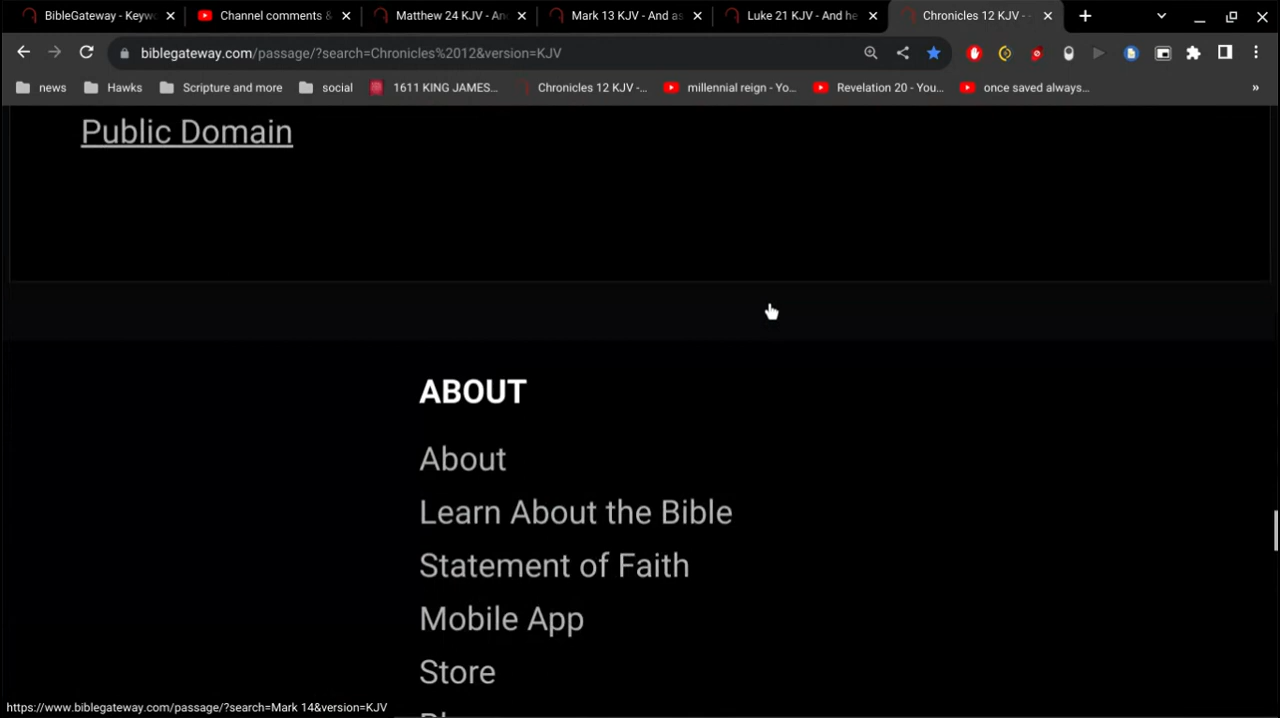 BibleGateway - Keyw
Channel comments &
Matthew 24 KJV - An
Mark 13 KJV - And as
Luke 21 KJV - And he
Chronicles 12 KJV - -
biblegateway.com/passage/?search=Chronicles%2012&version=KJV
news
Hawks
Scripture and more
social
1611 KING JAMES...
Chronicles 12 KJV -...
millennial reign - Yo...
Revelation 20 - You...
once saved always...
»
Public Domain
ABOUT
About
Learn About the Bible
Statement of Faith
Mobile App
Store
https://www.biblegateway.com/passage/?search=Mark 14&version=KJV